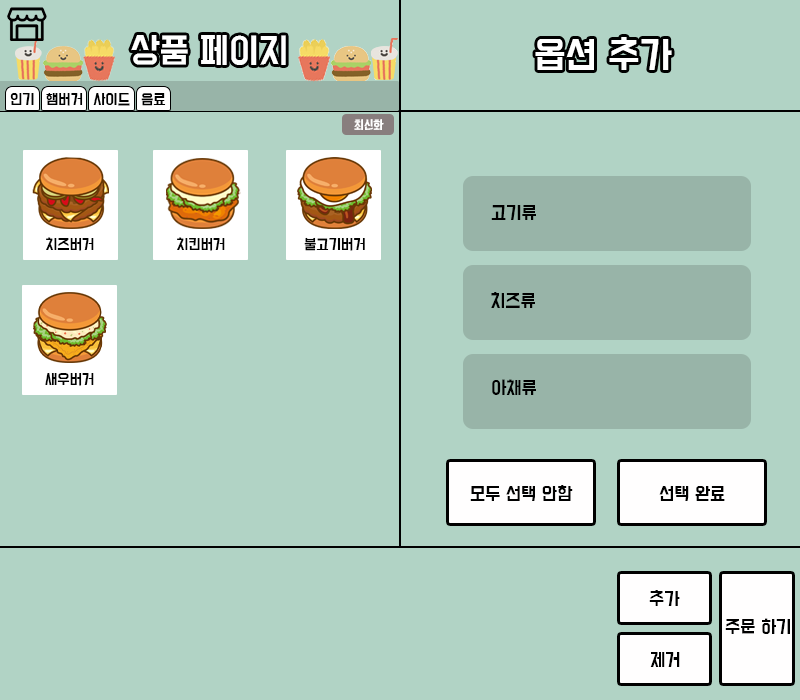 상품 페이지
인기
햄버거
사이드
음료
최신화
치즈버거
치킨버거
불고기버거
새우버거
옵션 추가
고기류
치즈류
야채류
모두 선택 안함
선택 완료
추가
제거
주문 하기